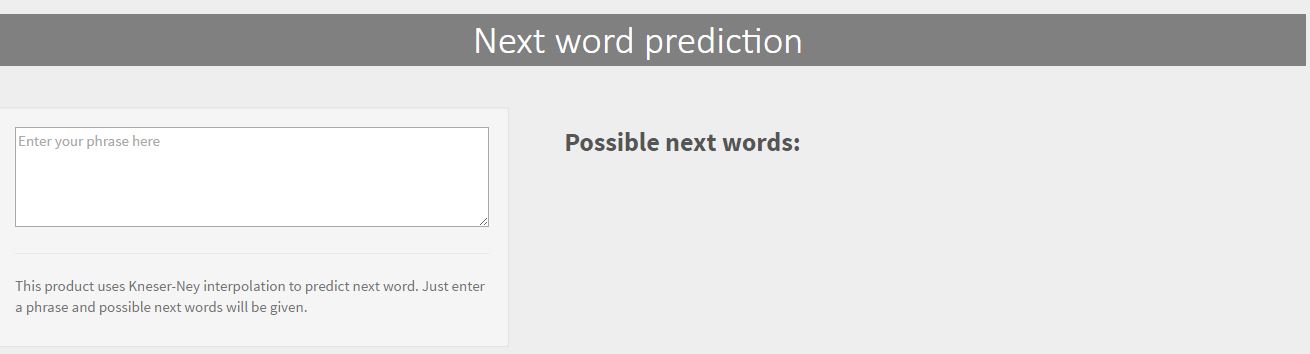 Next word prediction
Enter your phrase here
Possible next words:
This product uses Kneser-Ney interpolation to predict next word. Just enter
a phrase and possible next words will be given.